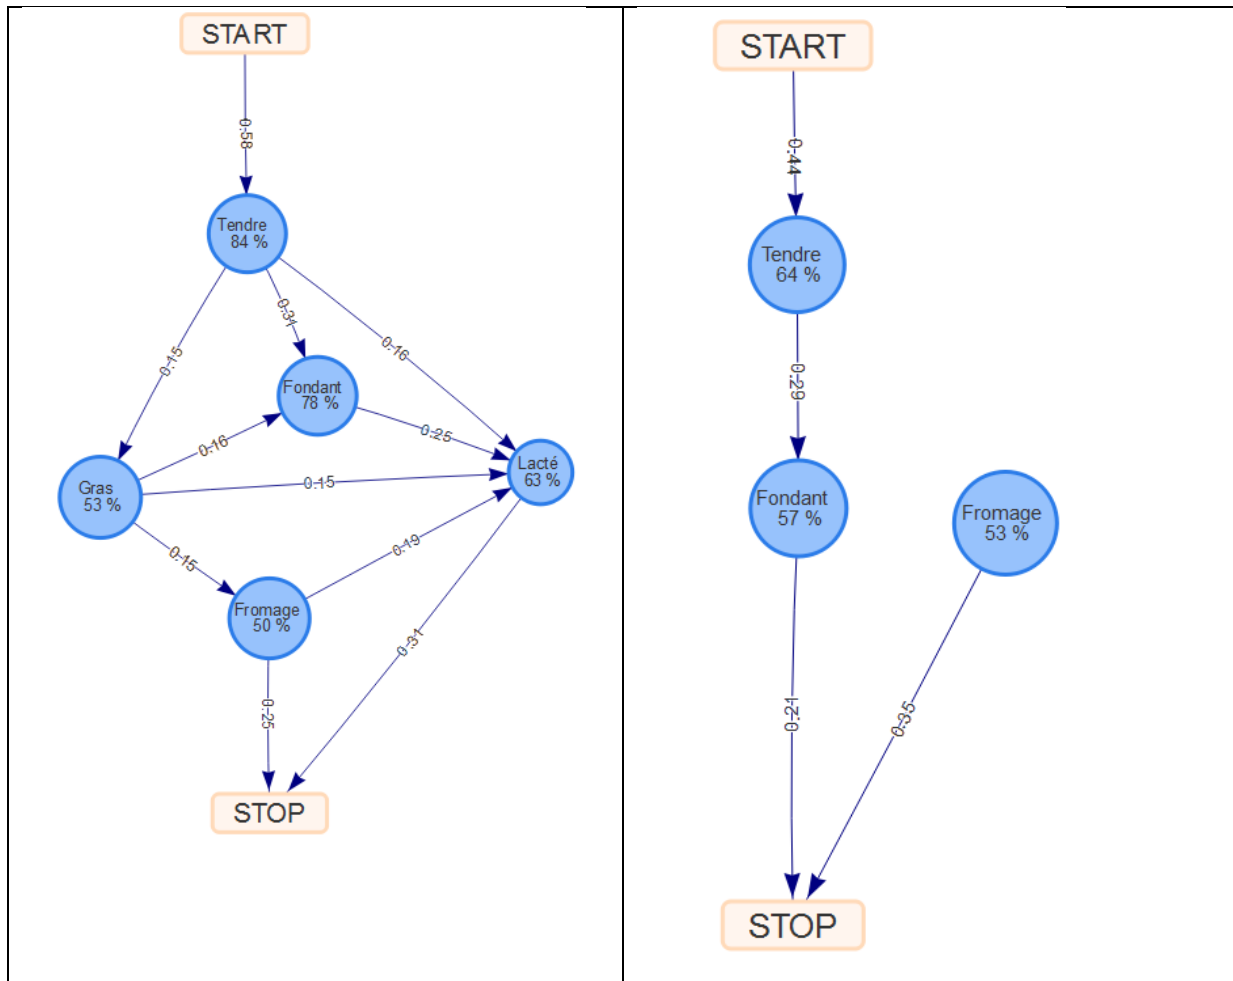 START
0.58
Tendre
84 %
0.31
0.16
0.15
Fondant
78 %
0.25
0.16
Lacté
63 %
Gras
53 %
0.15
0.15
0.19
Fromage
50 %
0.31
0.25
STOP
START
0.44
Tendre
64 %
0.29
Fondant
57 %
Fromage
53 %
0.21
0.35
STOP